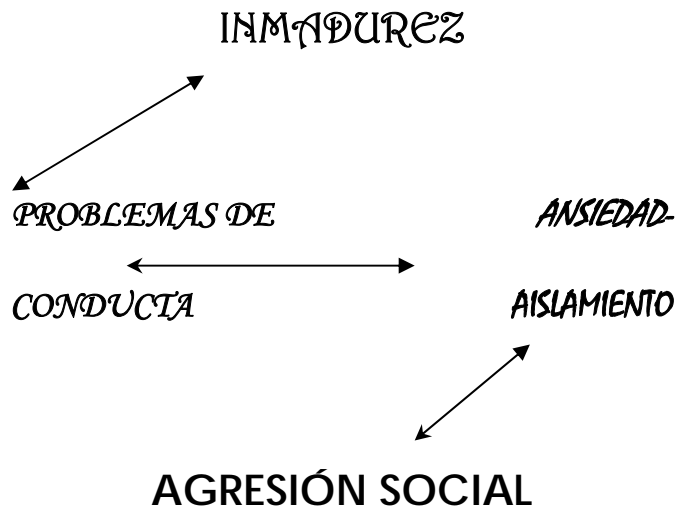 INMADUREZ
PROBLEMAS DE
CONDUCTA
ANSIEDAD-
AISLAMIENTO
AGRESIÓN SOCIAL